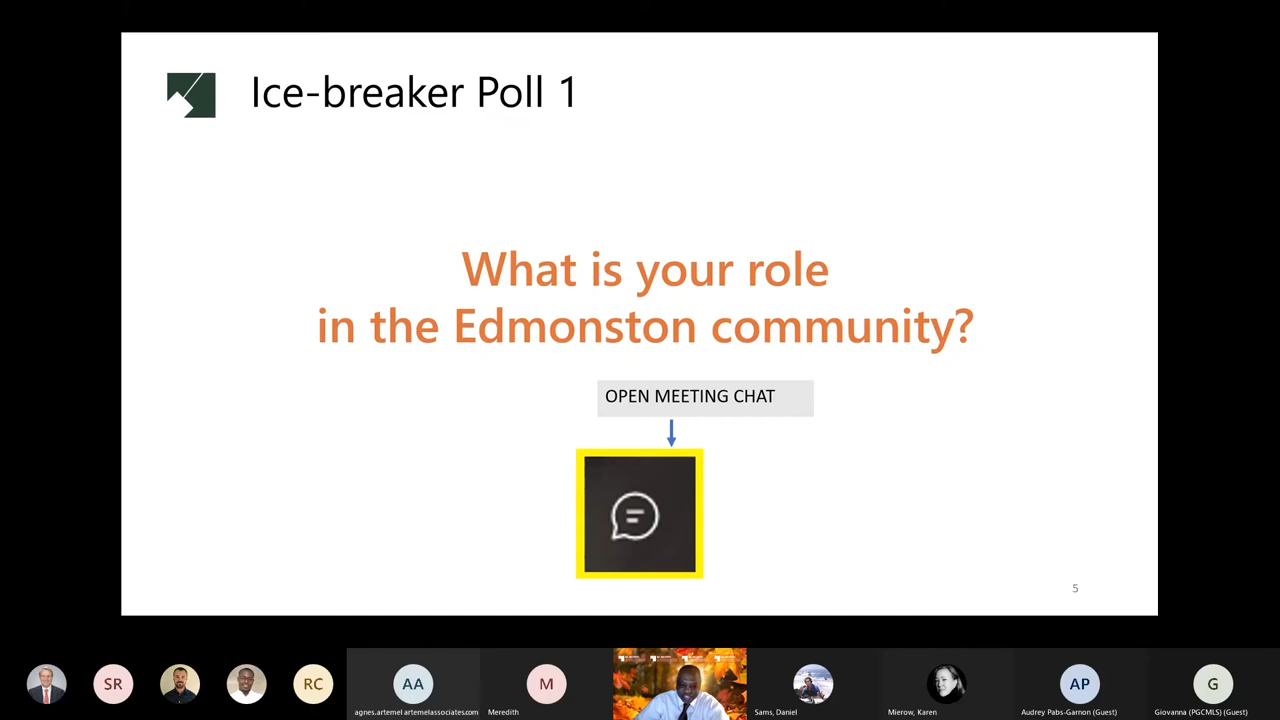 Ice-breaker Poll 1
What is your role
in the Edmonston community?
OPEN MEETING CHAT
5
SR
RC
AA
M
AP
G
agnes.artemel artemelassociates.com
Meredith
Sams, Daniel
Mierow, Karen
Audrey Pabs-Garnon (Guest)
Giovanna (PGCMLS) (Guest)